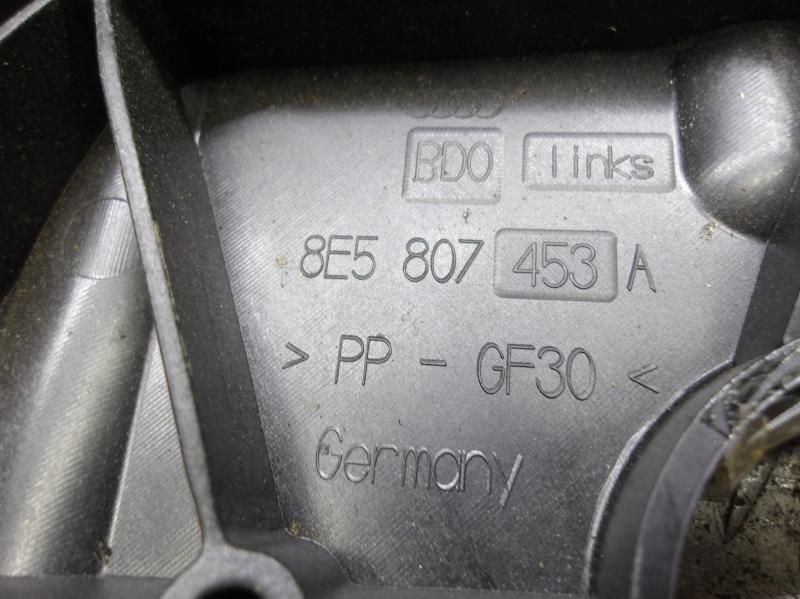 BDO links
8E5 807 453 A
> PP - GF30 <
Germany